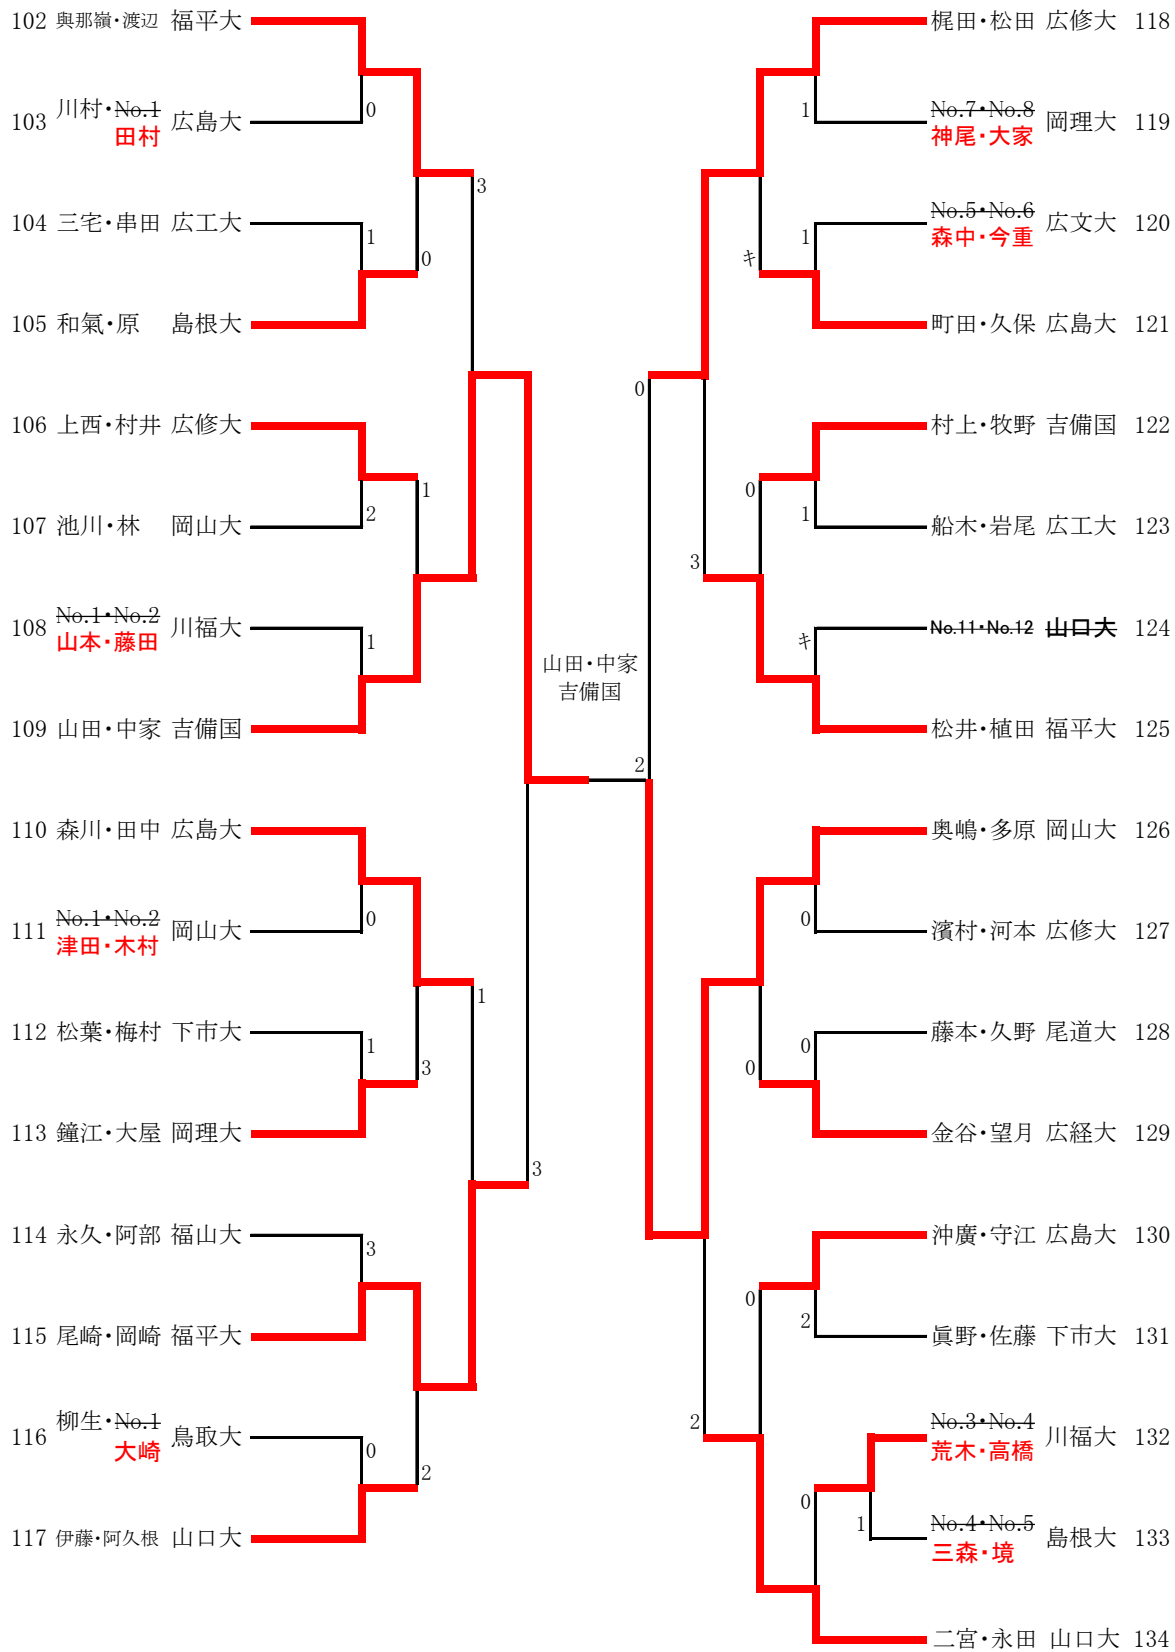 102 與那嶺・渡辺 福平大
103 川村・No.1 広島大
田村
104 三宅・串田 広工大
105 和氣・原 島根大
106 上西・村井 広修大
107 池川・林 岡山大
108 No.1・No.2 川福大
山本・藤田
109 山田・中家 吉備国
110 森川・田中 広島大
111 No.1・No.2 岡山大
津田・木村
112 松葉・梅村 下市大
113 鐘江・大屋 岡理大
114 永久・阿部 福山大
115 尾崎・岡崎 福平大
116 柳生・No.1 鳥取大
大崎
117 伊藤・阿久根 山口大
0
1
2
1
0
1
3
0
0
1
3
2
3
1
3
山田・中家
吉備国
2
0
3
2
キ
0
0
0
1
1
1
キ
0
0
2
0
1
梶田・松田 広修大 118
No.7・No.8 岡理大 119
神尾・大家
No.5・No.6 広文大 120
森中・今重
町田・久保 広島大 121
村上・牧野 吉備国 122
船木・岩尾 広工大 123
No.11・No.12 山口大 124
松井・植田 福平大 125
奥嶋・多原 岡山大 126
濱村・河本 広修大 127
藤本・久野 尾道大 128
金谷・望月 広経大 129
沖廣・守江 広島大 130
眞野・佐藤 下市大 131
No.3・No.4 川福大 132
荒木・高橋
No.4・No.5 島根大 133
三森・境
二宮・永田 山口大 134